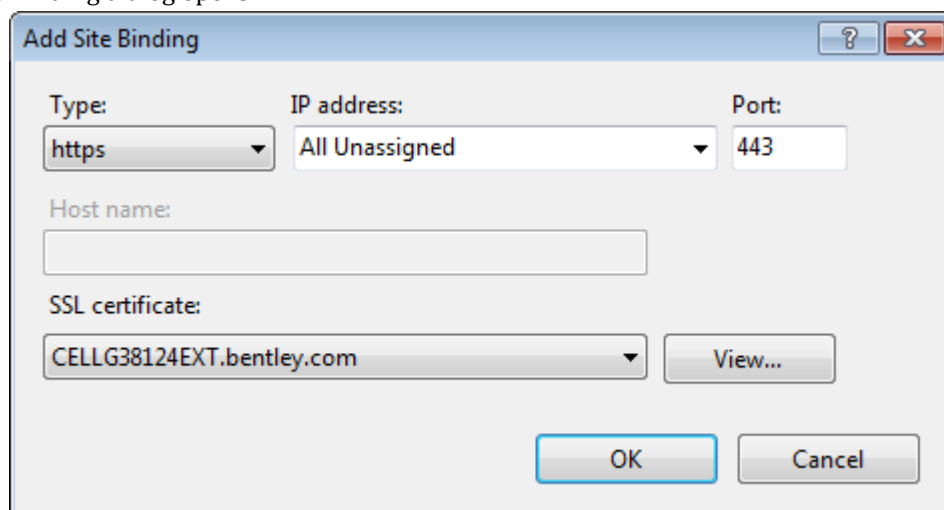 Add Site Binding
Type: IP address: Port:
https All Unassigned 443
Host name:
SSL certificate:
CELLG38124EXT.bentley.com View...
OK Cancel